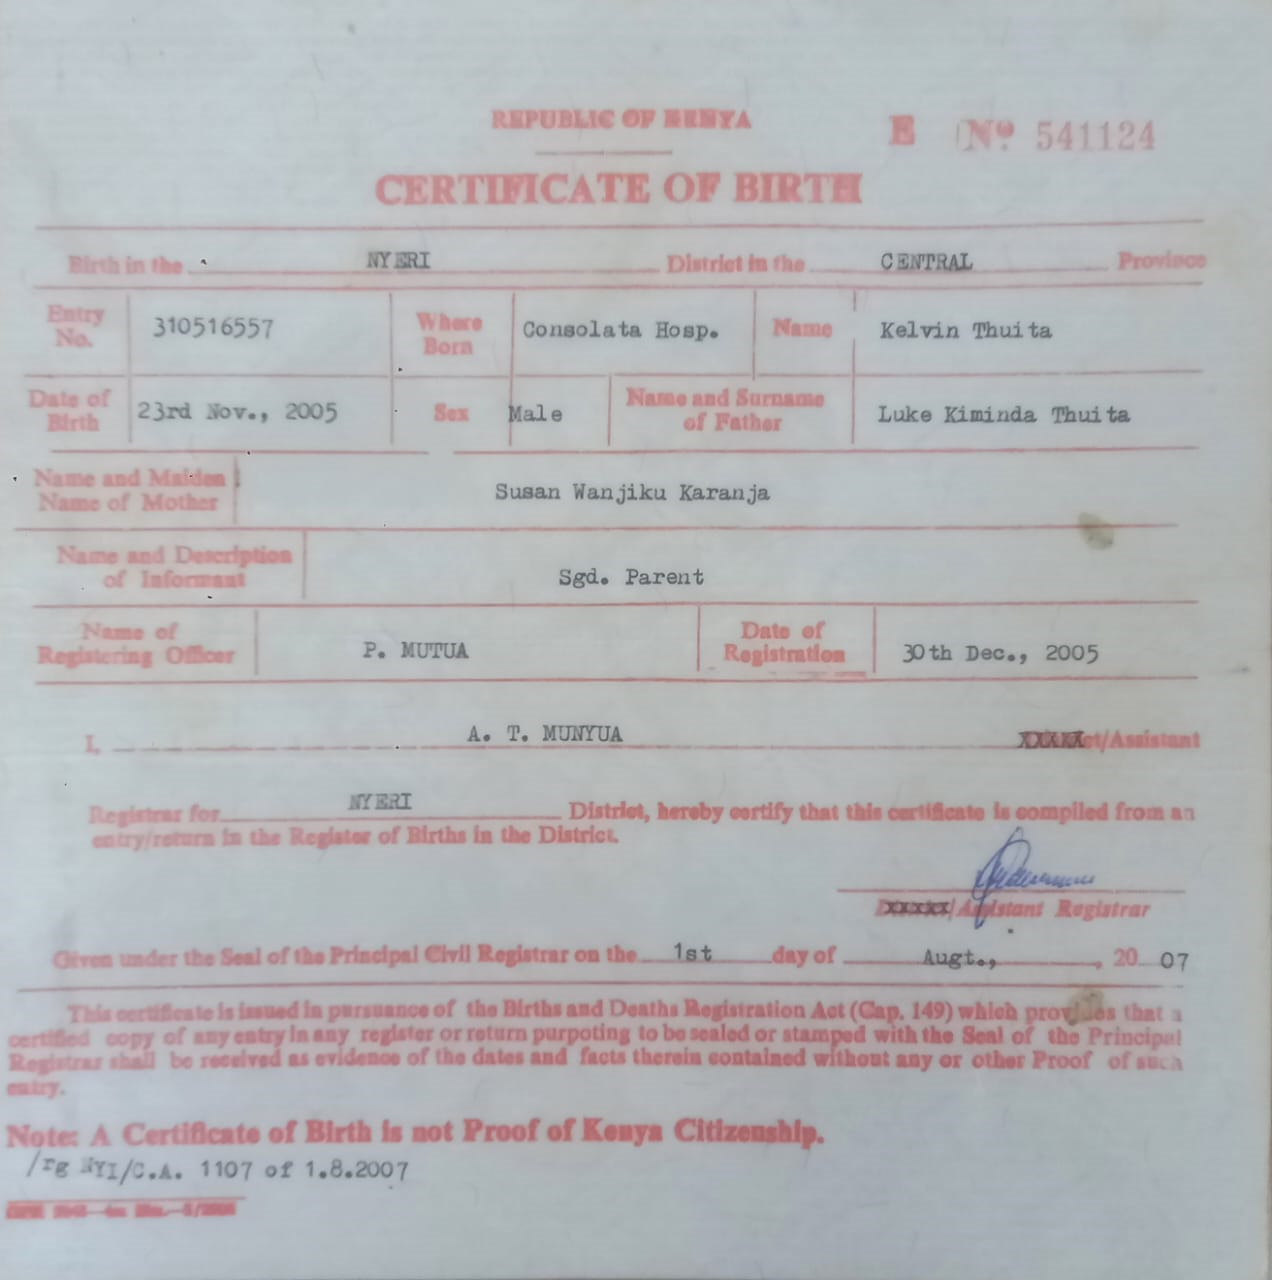 REPUBLIC OF KENYA
E Nº 541124
CERTIFICATE OF BIRTH
Birth in the NYERI District in the CENTRAL Province
Entry No. 310516557 Where Born Consolata Hosp. Name Kelvin Thuita
Date of Birth 23rd Nov., 2005 Sex Male Name and Surname of Father Luke Kiminda Thuita
Name and Maiden Name of Mother Susan Wanjiku Karanja
Name and Description of Informant Sgd. Parent
Name of Registering Officer P. MUTUA Date of Registration 30th Dec., 2005
I, A. T. MUNYUA XXXXXct/Assistant
Registrar for NYERI District, hereby certify that this certificate is compiled from an
entry/return in the Register of Births in the District.
Dxxxxx/Assistant Registrar
Given under the Seal of the Principal Civil Registrar on the 1st day of Augt., , 20 07
This certificate is issued in pursuance of the Births and Deaths Registration Act (Cap. 149) which provides that a
certified copy of any entry in any register or return purpoting to be sealed or stamped with the Seal of the Principal
Registrar shall be received as evidence of the dates and facts therein contained without any or other Proof of such
entry.
Note: A Certificate of Birth is not Proof of Kenya Citizenship.
/rg NYI/C.A. 1107 of 1.8.2007